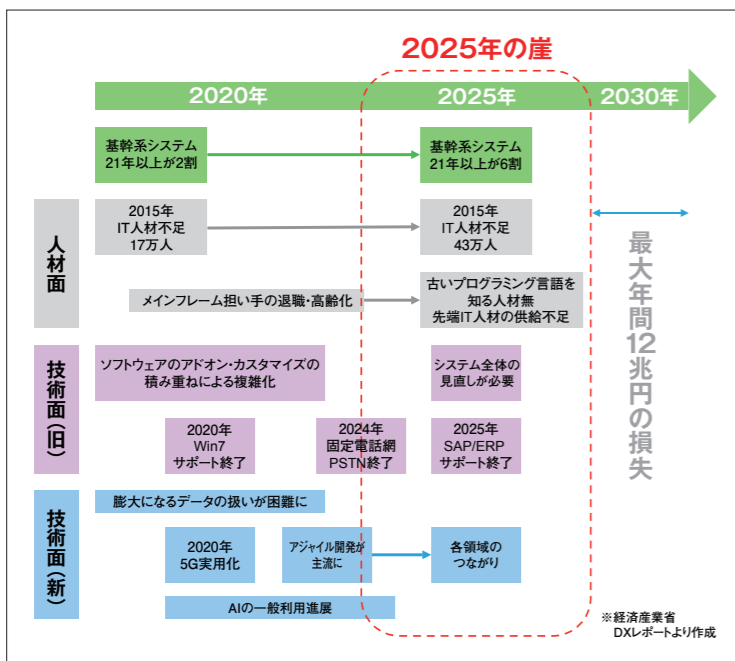 2025年の崖
2020年
2025年
2030年
基幹系システム
21年以上が2割
基幹系システム
21年以上が6割
人材面
2015年
IT人材不足
17万人
2015年
IT人材不足
43万人
メインフレーム担い手の退職・高齢化
古いプログラミング言語を
知る人材無
先端IT人材の供給不足
最大年間12兆円の損失
技術面(旧)
ソフトウェアのアドオン・カスタマイズの
積み重ねによる複雑化
システム全体の
見直しが必要
2020年
Win7
サポート終了
2024年
固定電話網
PSTN終了
2025年
SAP/ERP
サポート終了
技術面(新)
膨大になるデータの扱いが困難に
2020年
5G実用化
アジャイル開発が
主流に
各領域の
つながり
AIの一般利用進展
※経済産業省
DXレポートより作成